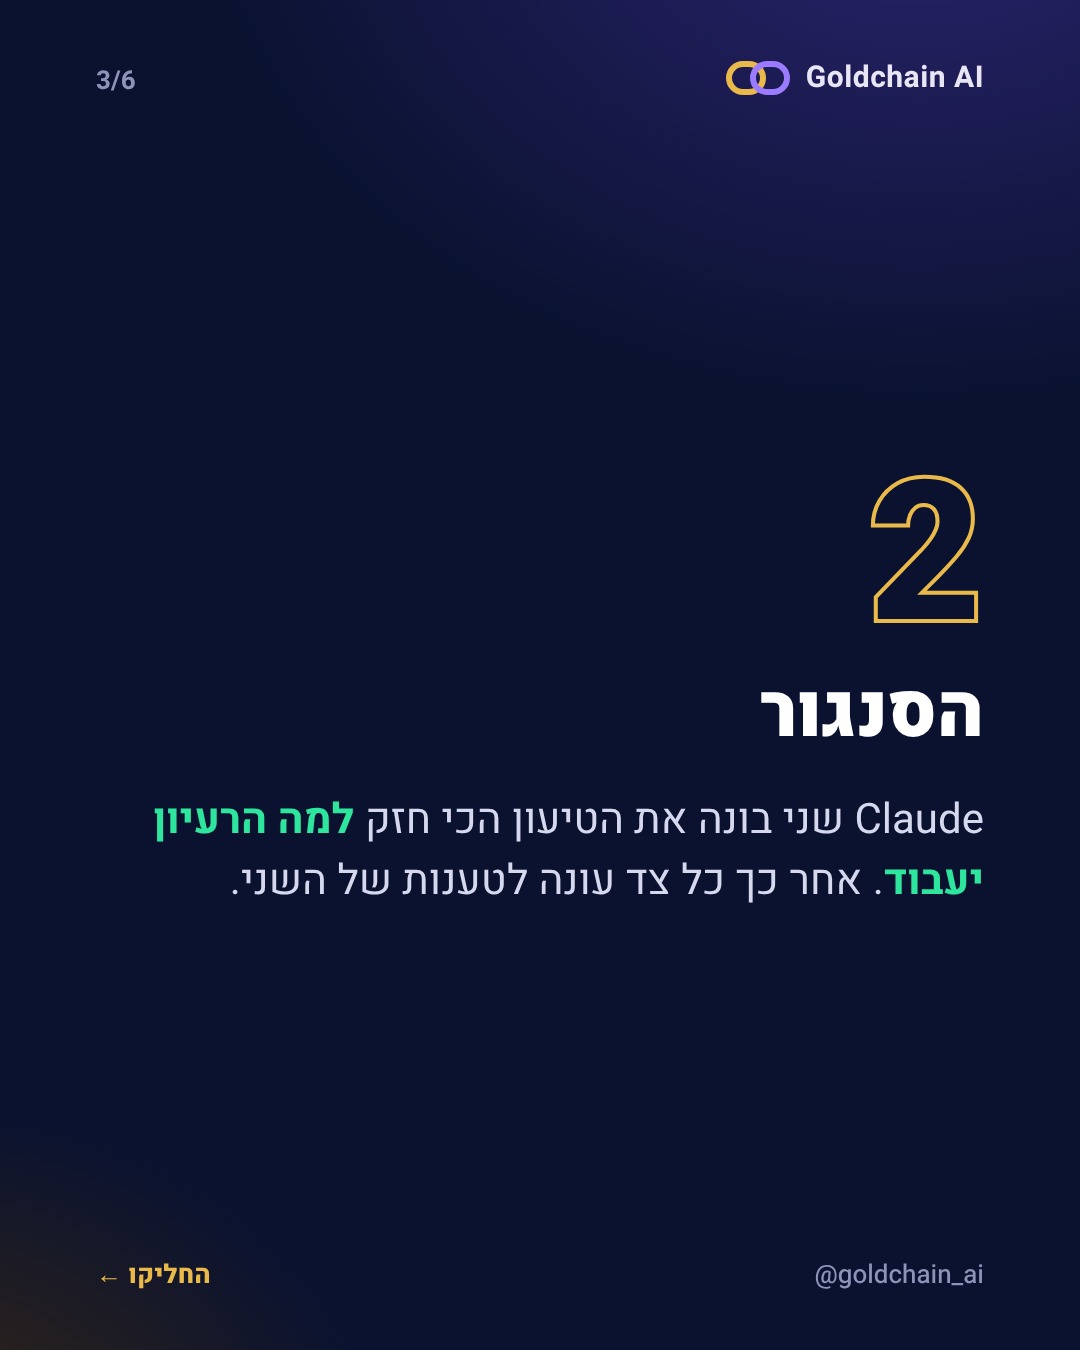 Goldchain AI
3/6
2
הסנגור
Claude שני בונה את הטיעון הכי חזק למה הרעיון
יעבוד. אחר כך כל צד עונה לטענות של השני.
@goldchain_ai
החליקו ←